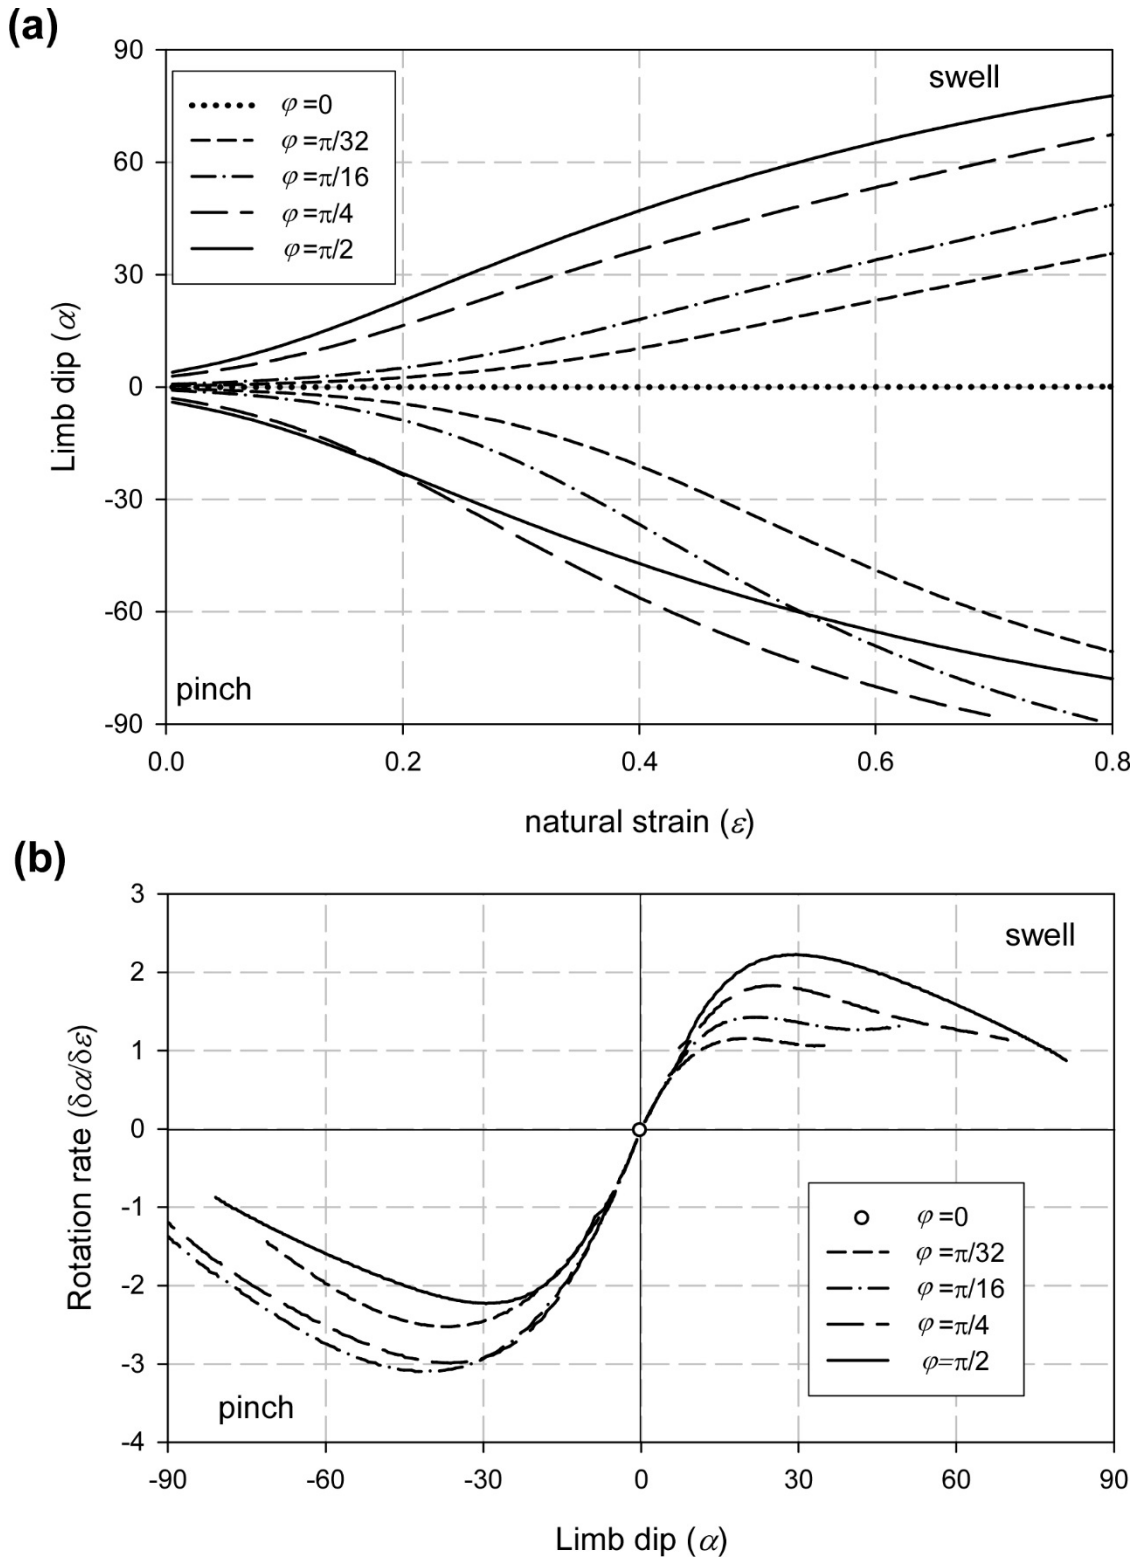 (a)
90
60
30
0
-30
-60
-90
Limb dip (α)
φ =0
φ =π/32
φ =π/16
φ =π/4
φ =π/2
swell
pinch
0.0 0.2 0.4 0.6 0.8
natural strain (ε)
(b)
3
2
1
0
-1
-2
-3
-4
Rotation rate (δα/δε)
swell
φ =0
φ =π/32
φ =π/16
φ =π/4
φ=π/2
pinch
-90 -60 -30 0 30 60 90
Limb dip (α)